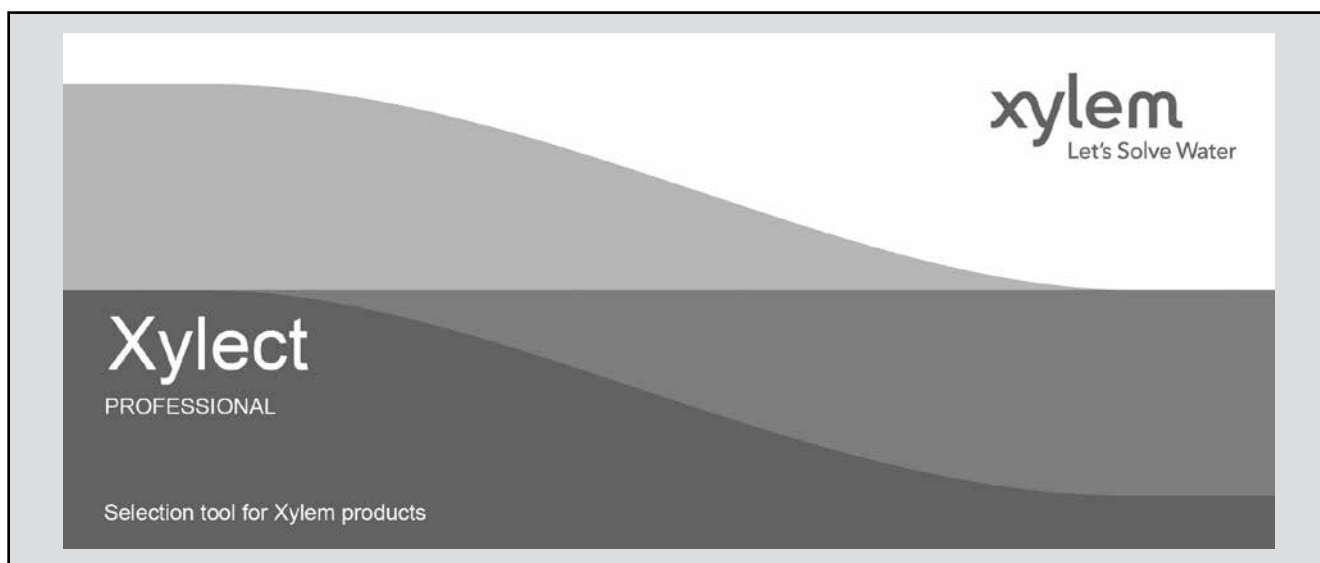 xylem
Let's Solve Water
Xylect
PROFESSIONAL
Selection tool for Xylem products